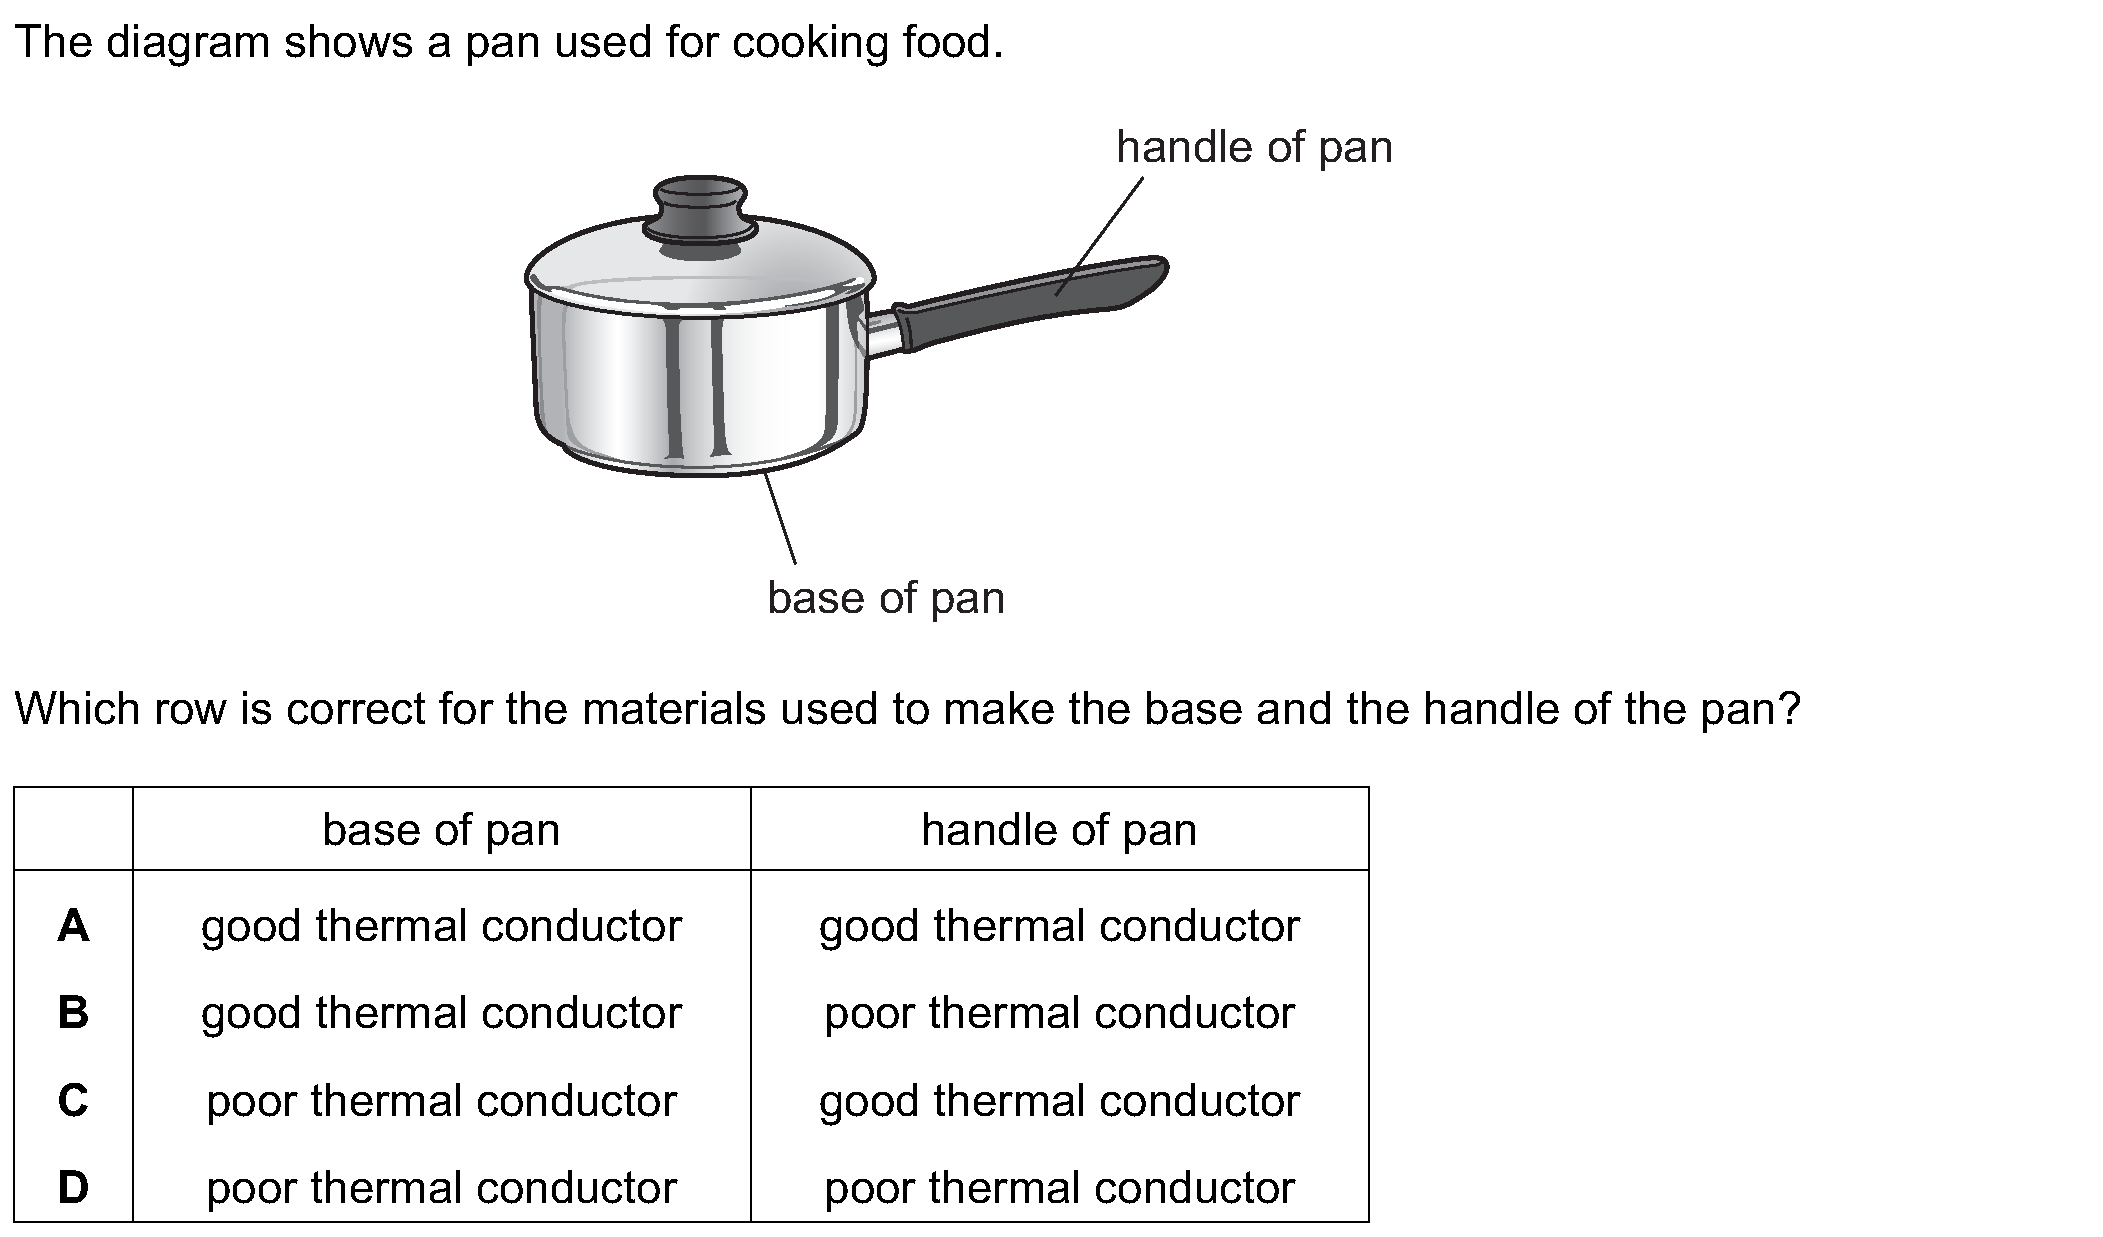 The diagram shows a pan used for cooking food.
handle of pan
base of pan
Which row is correct for the materials used to make the base and the handle of the pan?
base of pan handle of pan
A good thermal conductor good thermal conductor
B good thermal conductor poor thermal conductor
C poor thermal conductor good thermal conductor
D poor thermal conductor poor thermal conductor